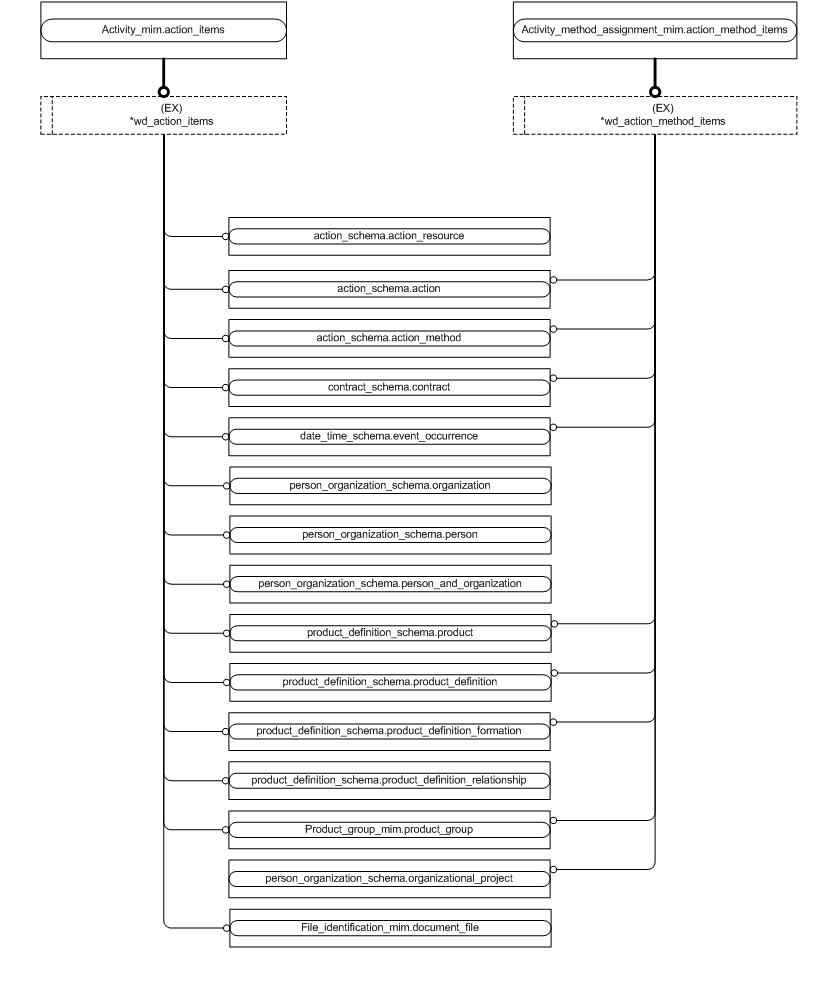 Activity_mim.action_items
Activity_method_assignment_mim.action_method_items
(EX)
*wd_action_items
(EX)
*wd_action_method_items
action_schema.action_resource
action_schema.action
action_schema.action_method
contract_schema.contract
date_time_schema.event_occurrence
person_organization_schema.organization
person_organization_schema.person
person_organization_schema.person_and_organization
product_definition_schema.product
product_definition_schema.product_definition
product_definition_schema.product_definition_formation
product_definition_schema.product_definition_relationship
Product_group_mim.product_group
person_organization_schema.organizational_project
File_identification_mim.document_file